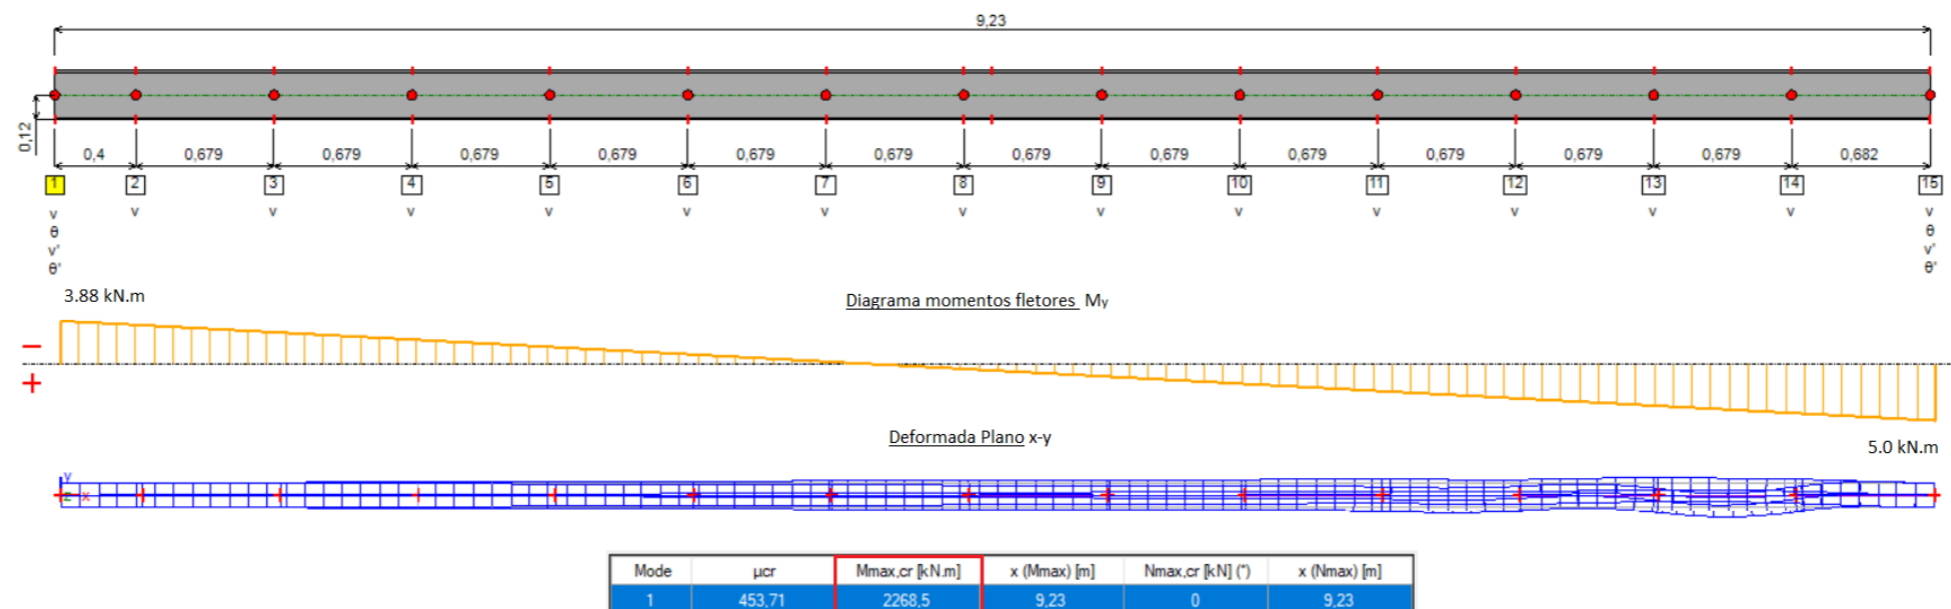 9,23
0,12
0,4 0,679 0,679 0,679 0,679 0,679 0,679 0,679 0,679 0,679 0,679 0,679 0,679 0,682
1 2 3 4 5 6 7 8 9 10 11 12 13 14 15
v v v v v v v v v v v v v v v
θ θ
v' v'
θ' θ'
3.88 kN.m
Diagrama momentos fletores My
−
+
Deformada Plano x-y
5.0 kN.m
y
z x
Mode µcr Mmax,cr [kN.m] x (Mmax) [m] Nmax,cr [kN] (*) x (Nmax) [m]
1 453,71 2268,5 9,23 0 9,23